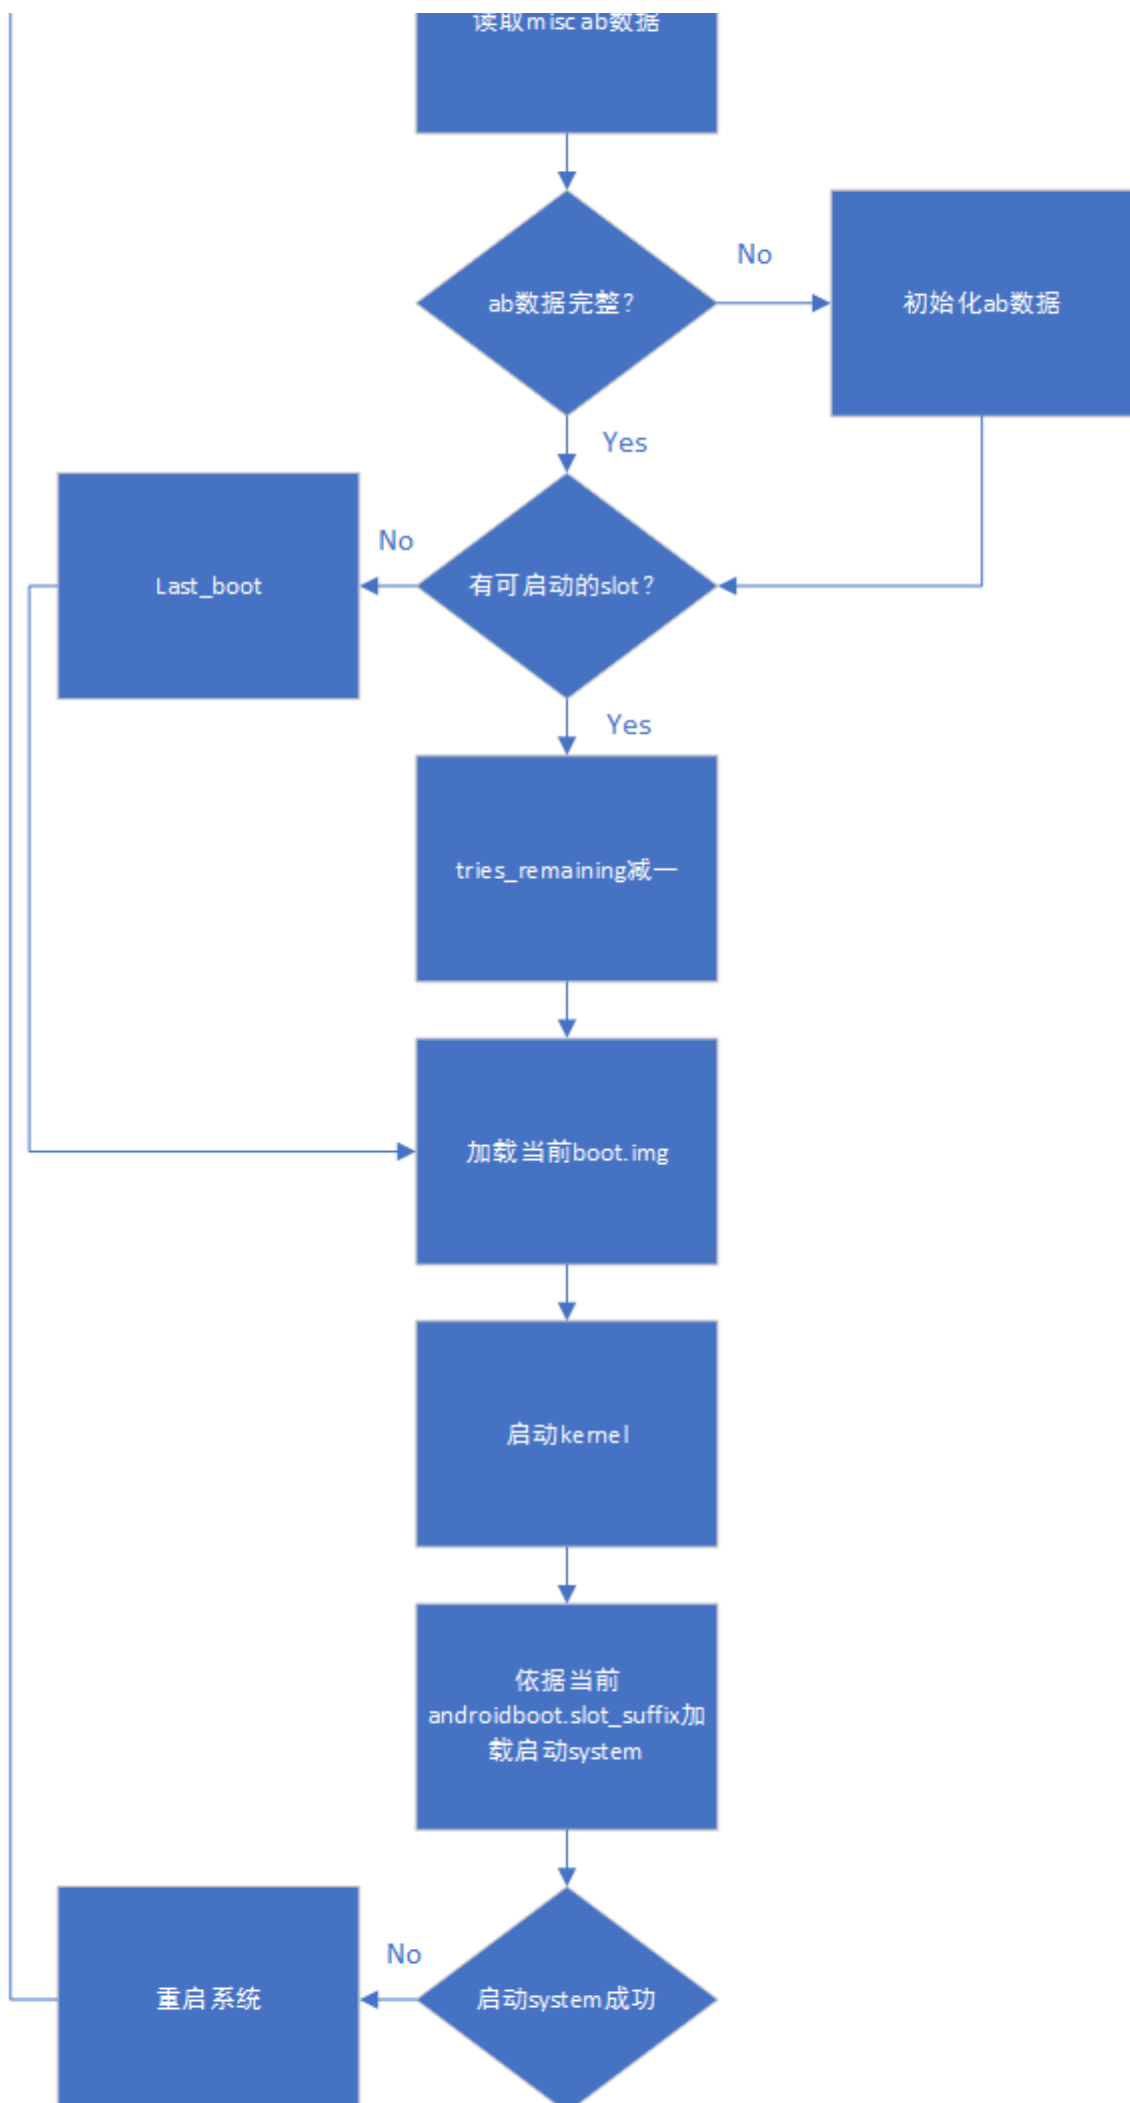 读取misc ab数据
No
ab数据完整?
初始化ab数据
Yes
No
Last_boot
有可启动的slot?
Yes
tries_remaining减一
加载当前boot.img
启动kernel
依据当前
androidboot.slot_suffix加
载启动system
No
重启系统
启动system成功